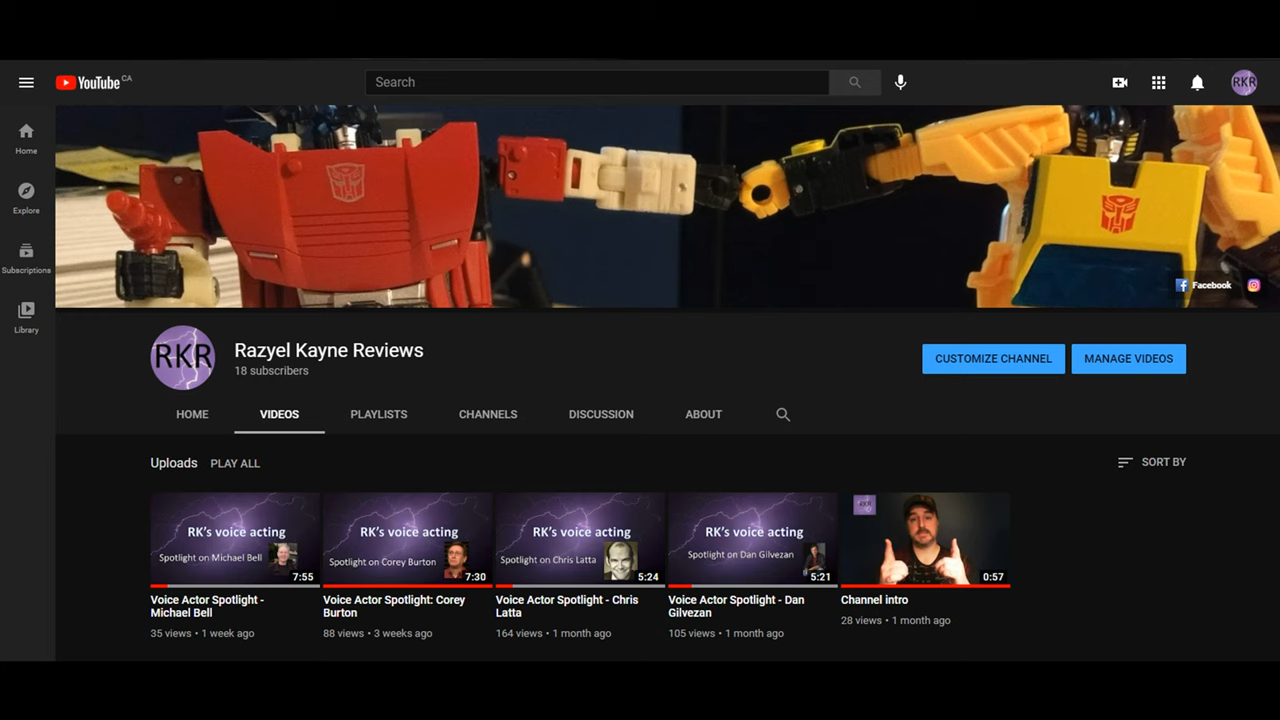 YouTube CA
Search
RKR
Home
Explore
Subscriptions
Library
Facebook
RKR
Razyel Kayne Reviews
18 subscribers
CUSTOMIZE CHANNEL
MANAGE VIDEOS
HOME
VIDEOS
PLAYLISTS
CHANNELS
DISCUSSION
ABOUT
Uploads
PLAY ALL
SORT BY
RK's voice acting
Spotlight on Michael Bell
7:55
RK's voice acting
Spotlight on Corey Burton
7:30
RK's voice acting
Spotlight on Chris Latta
5:24
RK's voice acting
Spotlight on Dan Gilvezan
5:21
RKR
0:57
Voice Actor Spotlight -
Michael Bell
35 views • 1 week ago
Voice Actor Spotlight: Corey
Burton
88 views • 3 weeks ago
Voice Actor Spotlight - Chris
Latta
164 views • 1 month ago
Voice Actor Spotlight - Dan
Gilvezan
105 views • 1 month ago
Channel intro
28 views • 1 month ago